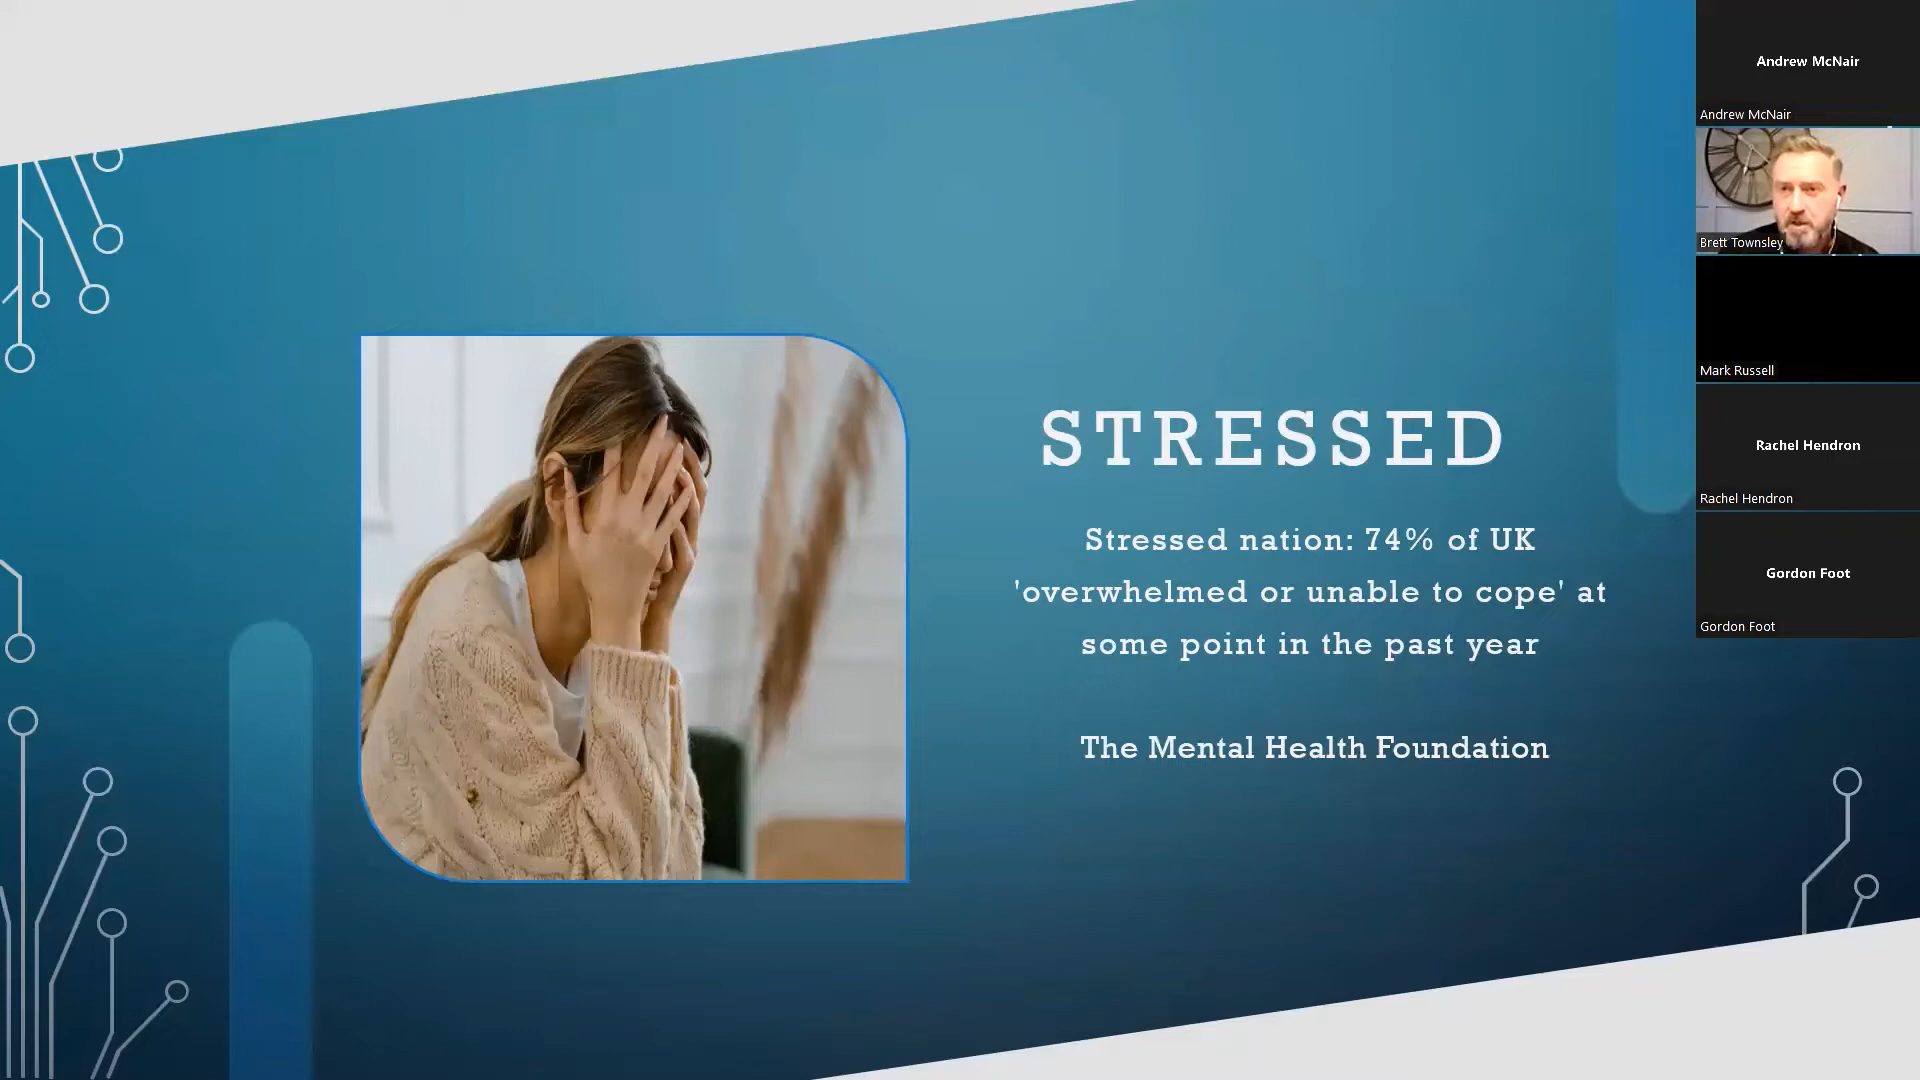 STRESSED
Stressed nation: 74% of UK
'overwhelmed or unable to cope' at
some point in the past year
The Mental Health Foundation
Andrew McNair
Andrew McNair
Brett Townsley
Mark Russell
Rachel Hendron
Rachel Hendron
Gordon Foot
Gordon Foot